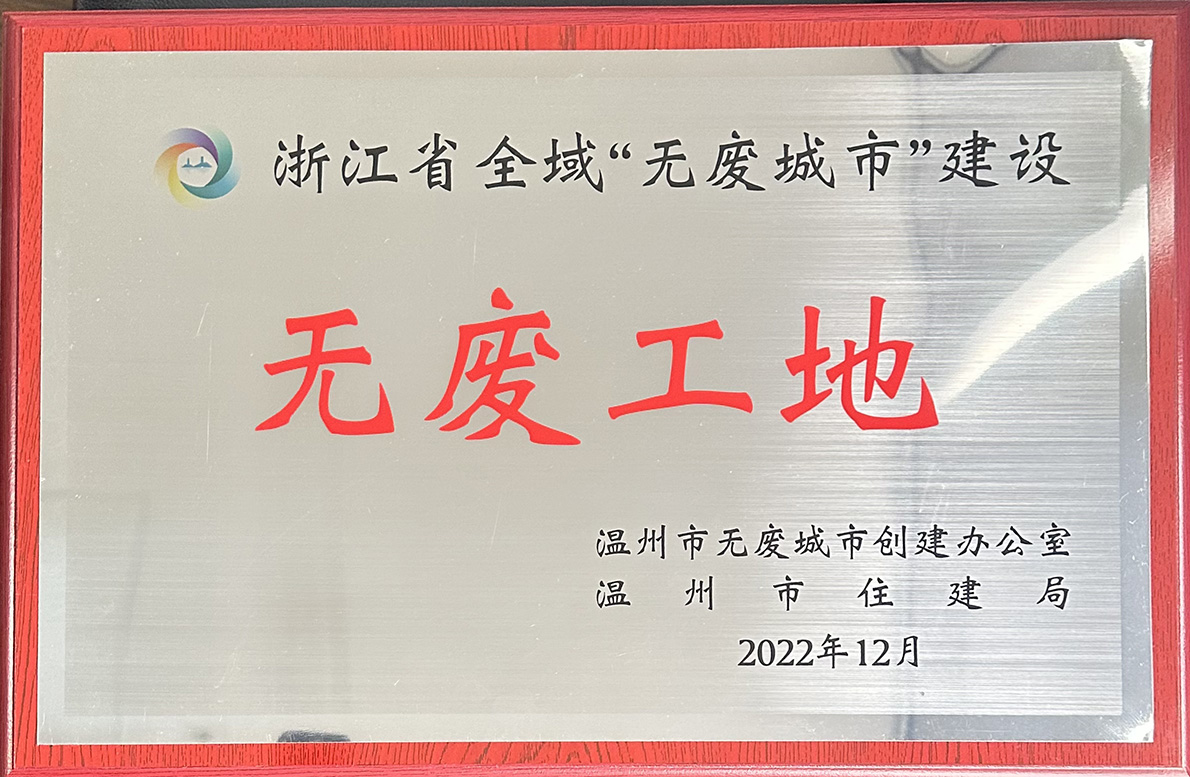 浙江省全域“无废城市”建设
无废工地
温州市无废城市创建办公室
温州市住建局
2022年12月